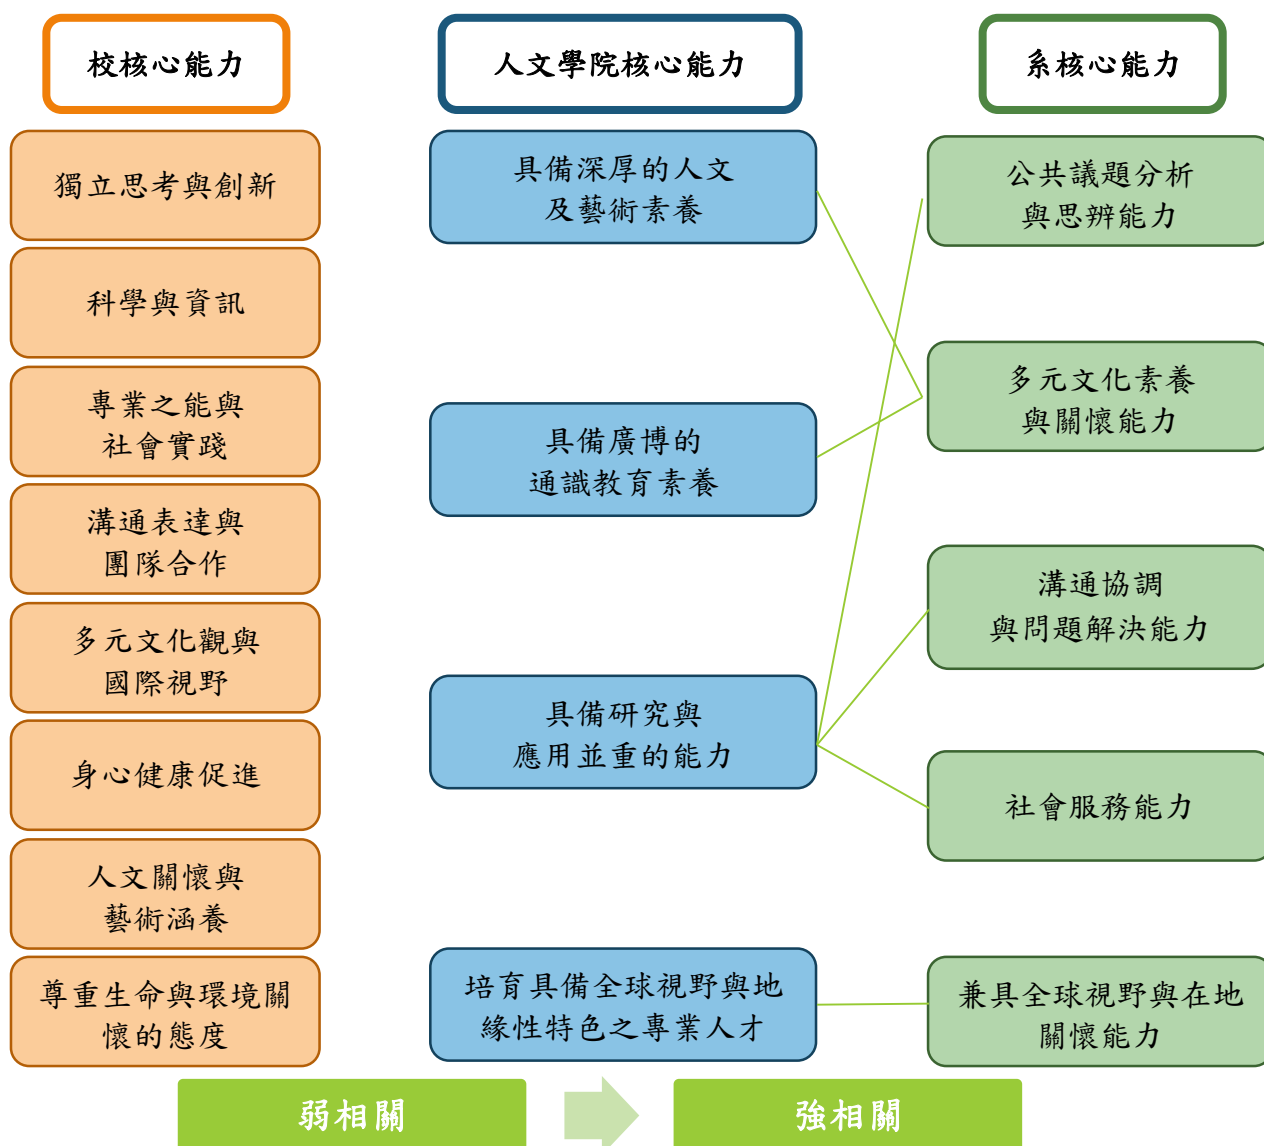 校核心能力
人文學院核心能力
系核心能力
獨立思考與創新
科學與資訊
專業之能與
社會實踐
溝通表達與
團隊合作
多元文化觀與
國際視野
身心健康促進
人文關懷與
藝術涵養
尊重生命與環境關
懷的態度
具備深厚的人文
及藝術素養
具備廣博的
通識教育素養
具備研究與
應用並重的能力
培育具備全球視野與地
緣性特色之專業人才
公共議題分析
與思辨能力
多元文化素養
與關懷能力
溝通協調
與問題解決能力
社會服務能力
兼具全球視野與在地
關懷能力
弱相關
強相關